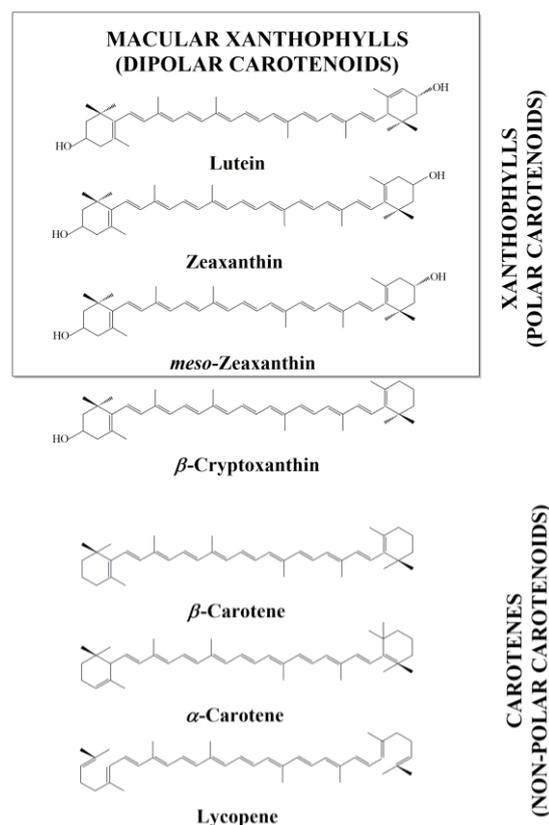 MACULAR XANTHOPHYLLS
(DIPOLAR CAROTENOIDS)
OH
HO
Lutein
OH
HO
Zeaxanthin
OH
HO
meso-Zeaxanthin
HO
β-Cryptoxanthin
XANTHOPHYLLS
(POLAR CAROTENOIDS)
β-Carotene
α-Carotene
Lycopene
CAROTENES
(NON-POLAR CAROTENOIDS)